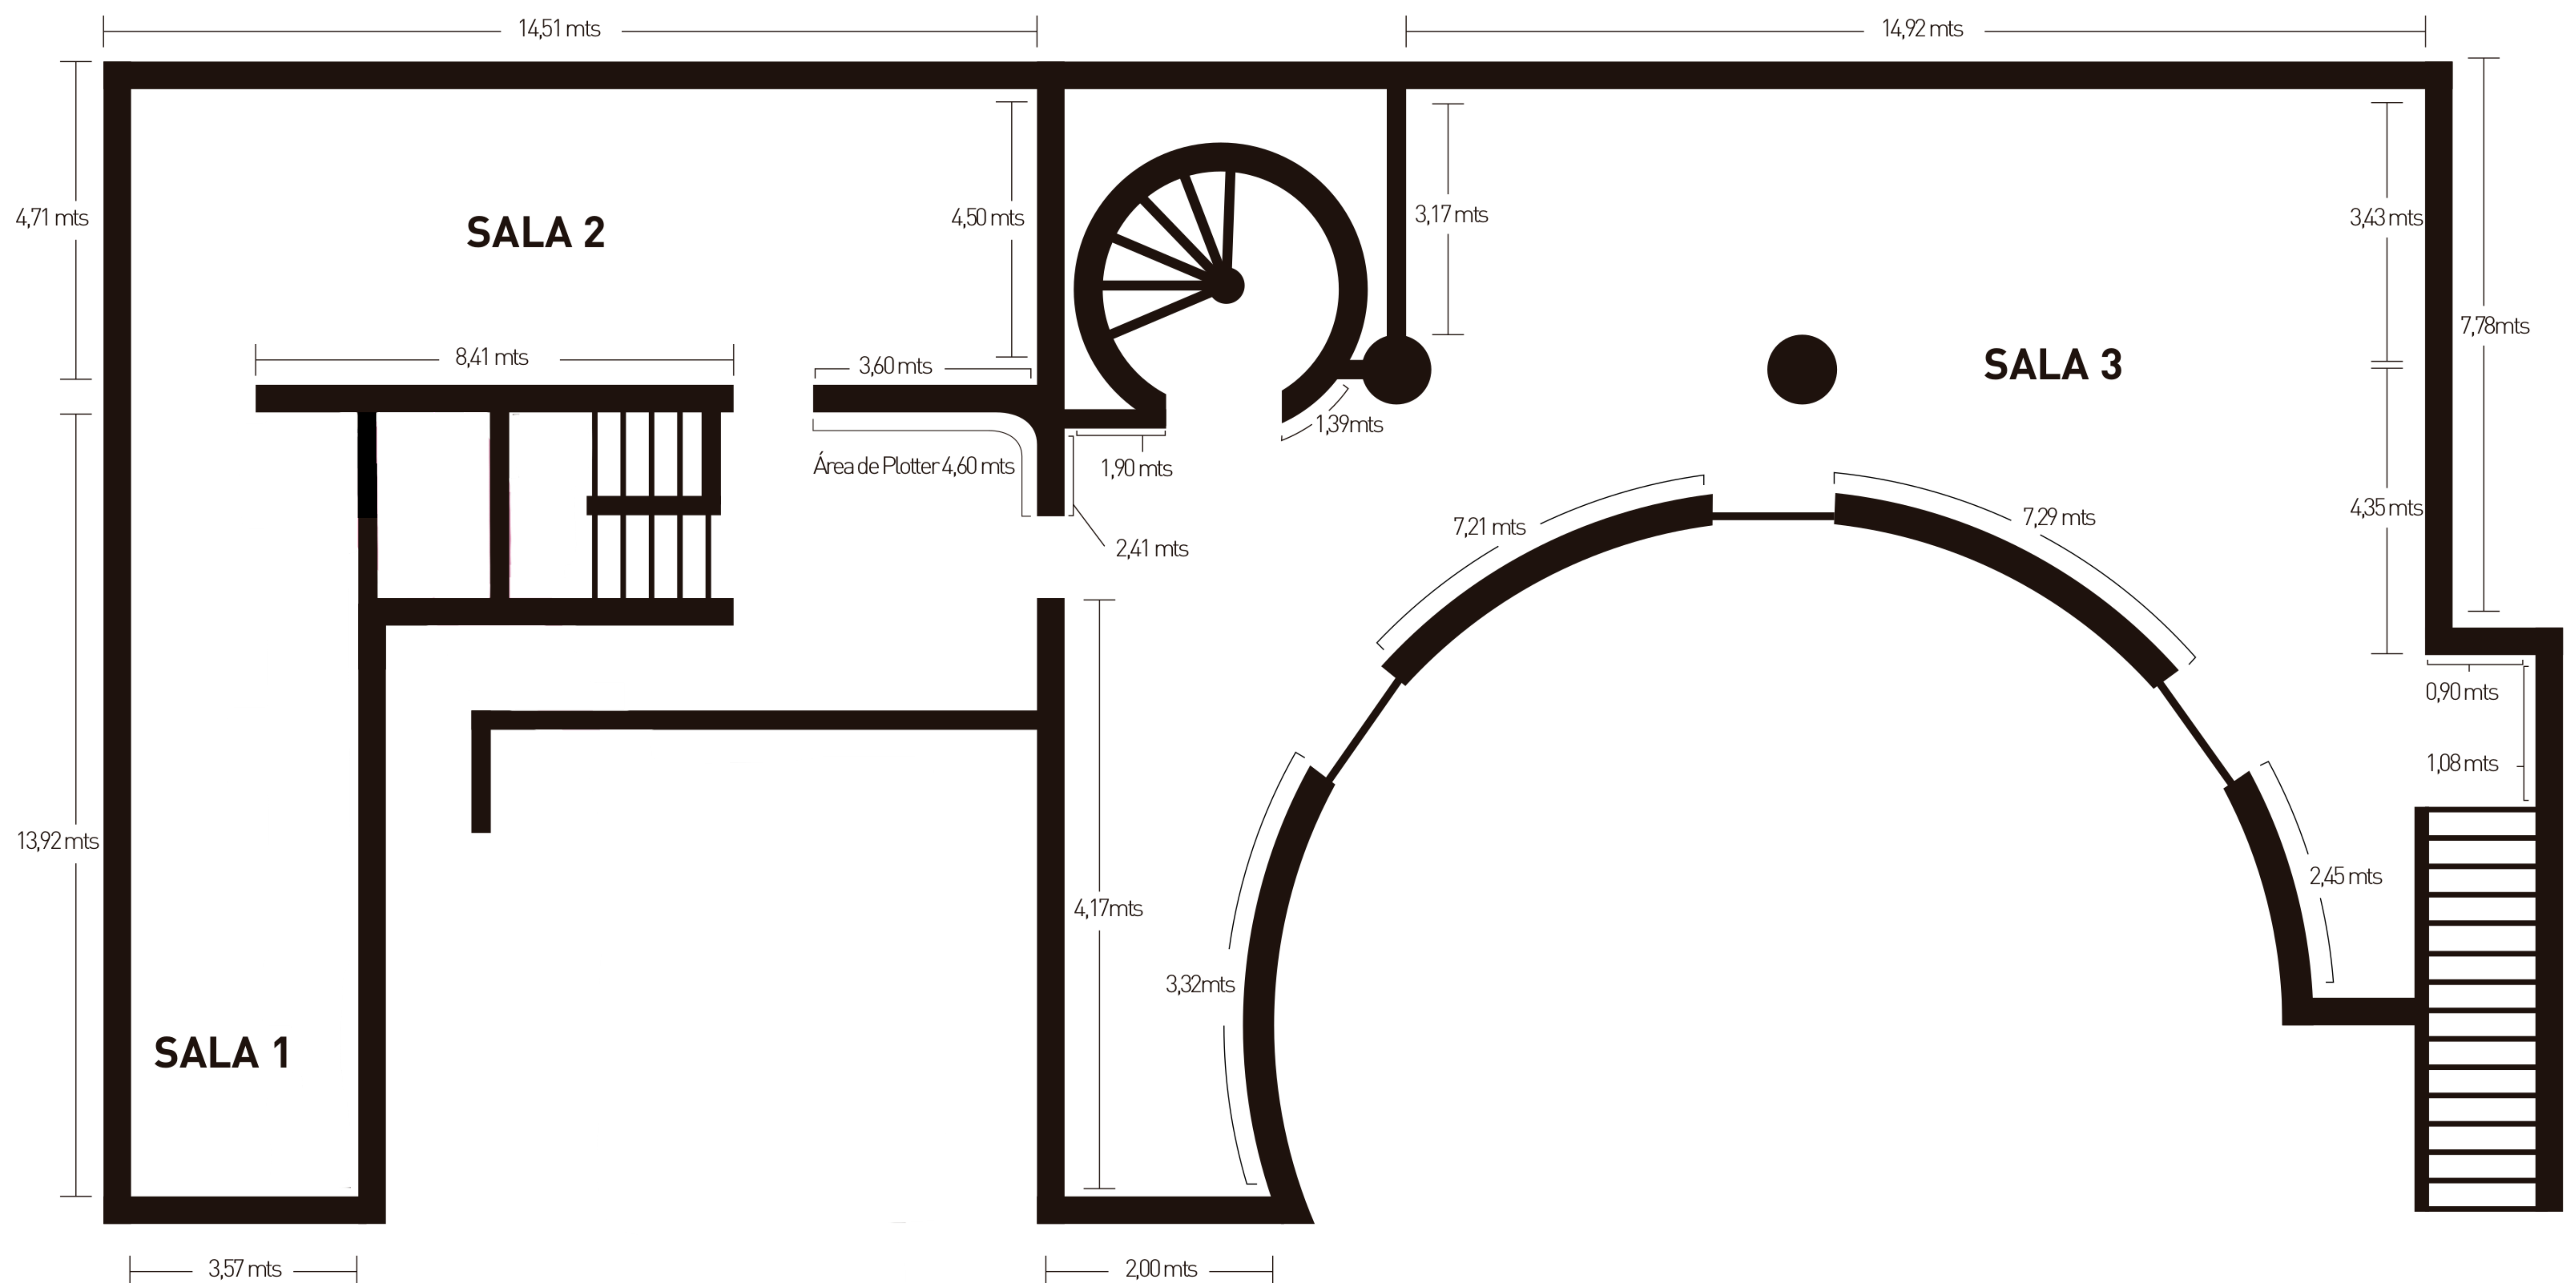 14,51 mts
14,92 mts
4,71 mts
SALA 2
4,50 mts
3,17 mts
3,43 mts
7,78mts
8,41 mts
3,60 mts
SALA 3
1,39mts
Área de Plotter 4,60 mts
1,90 mts
2,41 mts
7,21 mts
7,29 mts
4,35 mts
0,90 mts
1,08 mts
13,92 mts
4,17mts
2,45 mts
3,32mts
SALA 1
3,57 mts
2,00 mts